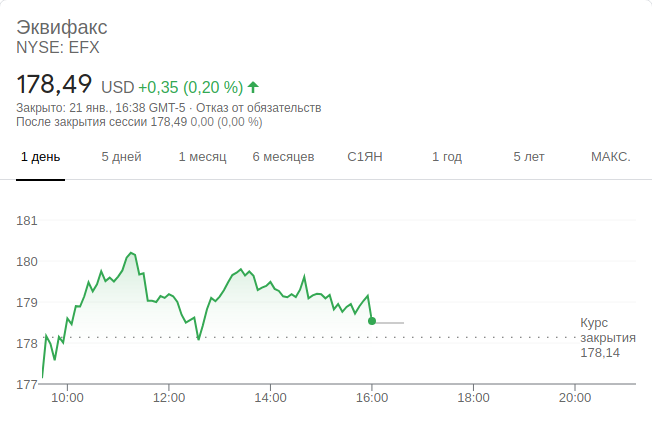 Эквифакс
NYSE: EFX
178,49 USD +0,35 (0,20 %)
Закрыто: 21 янв., 16:38 GMT-5 · Отказ от обязательств
После закрытия сессии 178,49 0,00 (0,00 %)
1 день 5 дней 1 месяц 6 месяцев С1ЯН 1 год 5 лет МАКС.
181
180
179
178
177
Курс
закрытия
178,14
10:00 12:00 14:00 16:00 18:00 20:00